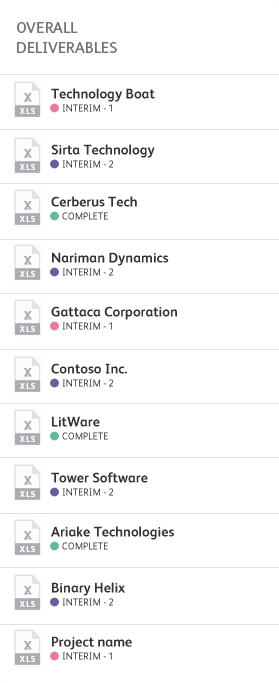 OVERALL
DELIVERABLES
X
XLS
Technology Boat
INTERIM - 1
X
XLS
Sirta Technology
INTERIM - 2
X
XLS
Cerberus Tech
COMPLETE
X
XLS
Nariman Dynamics
INTERIM - 2
X
XLS
Gattaca Corporation
INTERIM - 1
X
XLS
Contoso Inc.
INTERIM - 2
X
XLS
LitWare
COMPLETE
X
XLS
Tower Software
INTERIM - 2
X
XLS
Ariake Technologies
COMPLETE
X
XLS
Binary Helix
INTERIM - 2
X
XLS
Project name
INTERIM - 1